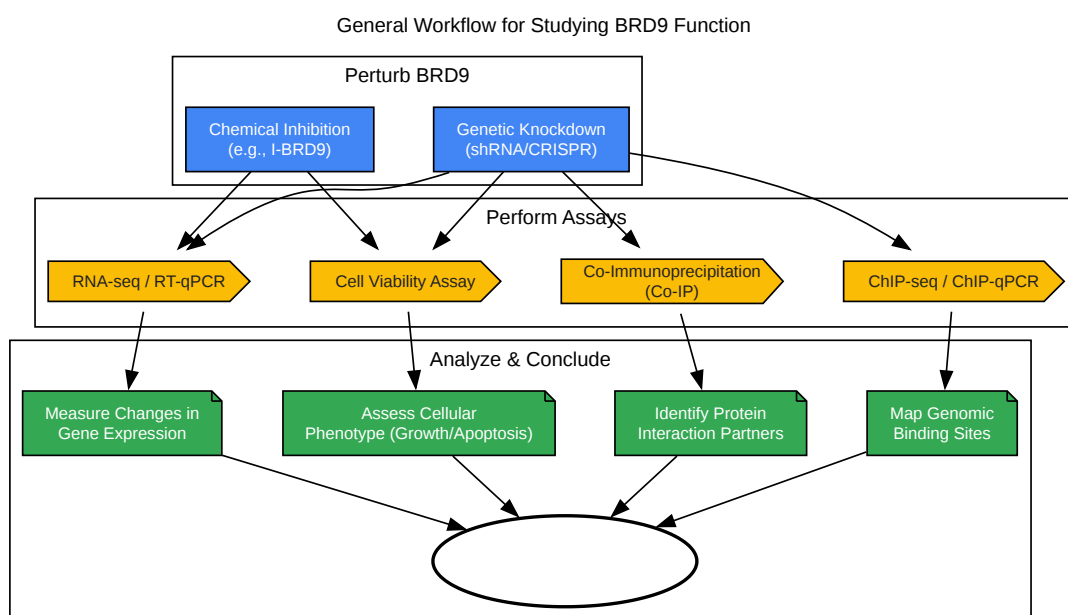 General Workflow for Studying BRD9 Function
Perturb BRD9
Chemical Inhibition
(e.g., I-BRD9)
Genetic Knockdown
(shRNA/CRISPR)
Perform Assays
RNA-seq / RT-qPCR
Cell Viability Assay
Co-Immunoprecipitation
(Co-IP)
ChIP-seq / ChIP-qPCR
Analyze & Conclude
Measure Changes in
Gene Expression
Assess Cellular
Phenotype (Growth/Apoptosis)
Identify Protein
Interaction Partners
Map Genomic
Binding Sites